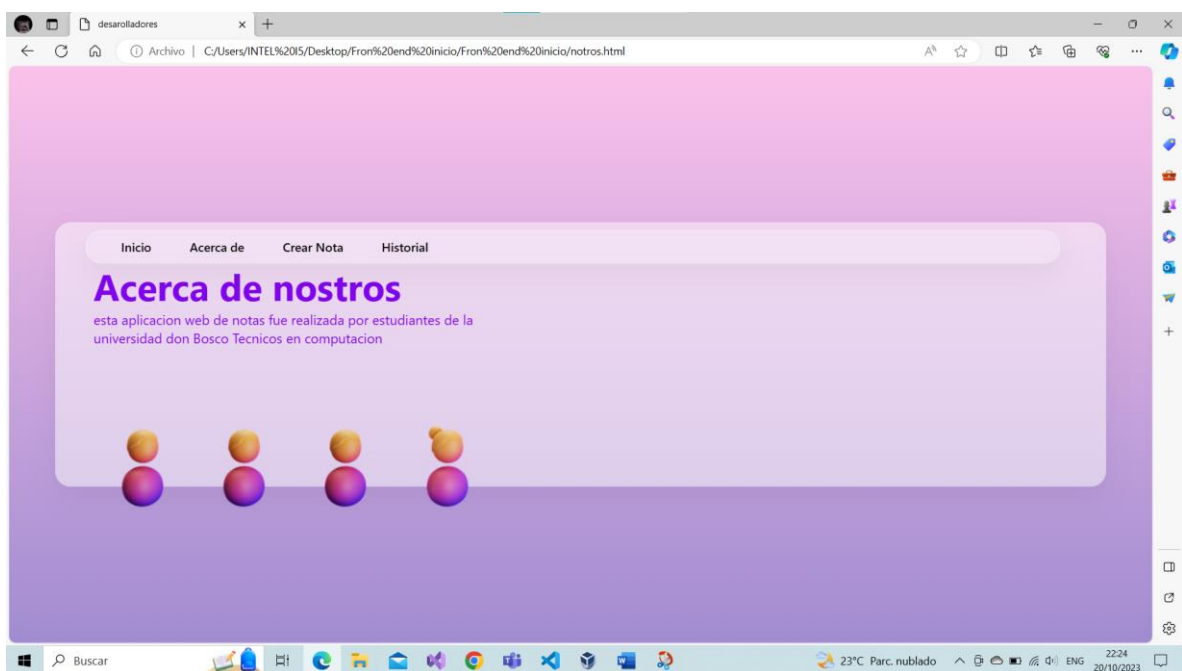 desarolladores
Archivo | C:/Users/INTEL%20I5/Desktop/Fron%20end%20inicio/Fron%20end%20inicio/notros.html
Inicio Acerca de Crear Nota Historial
Acerca de nostros
esta aplicacion web de notas fue realizada por estudiantes de la
universidad don Bosco Tecnicos en computacion
Buscar 23°C Parc. nublado ENG 22:24
20/10/2023